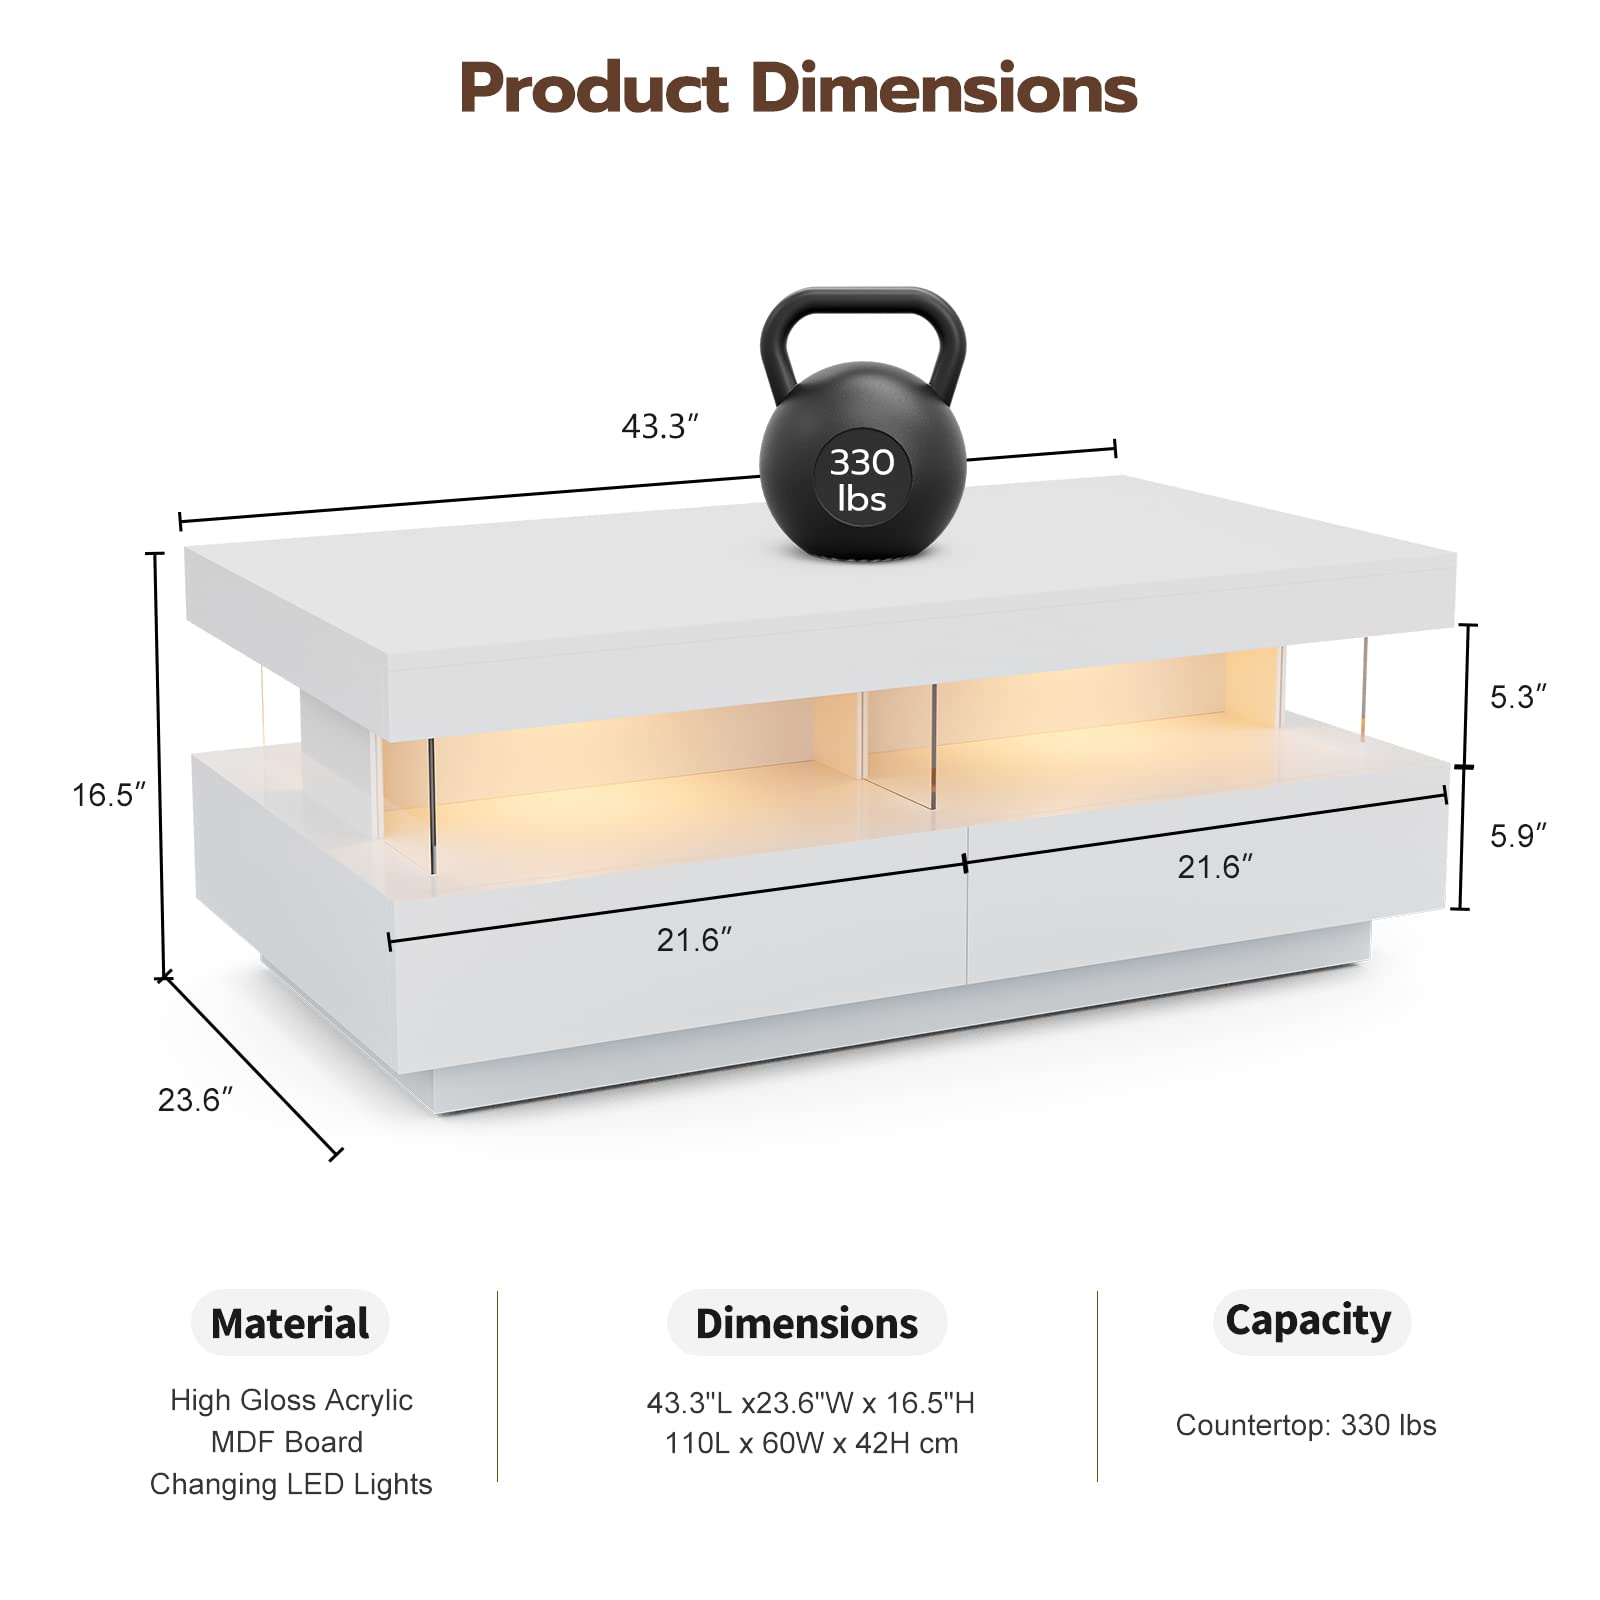 Product Dimensions
43.3″
330
lbs
5.3″
16.5″
5.9″
21.6″
21.6″
23.6″
Material
High Gloss Acrylic
MDF Board
Changing LED Lights
Dimensions
43.3"L x23.6"W x 16.5"H
110L x 60W x 42H cm
Capacity
Countertop: 330 lbs